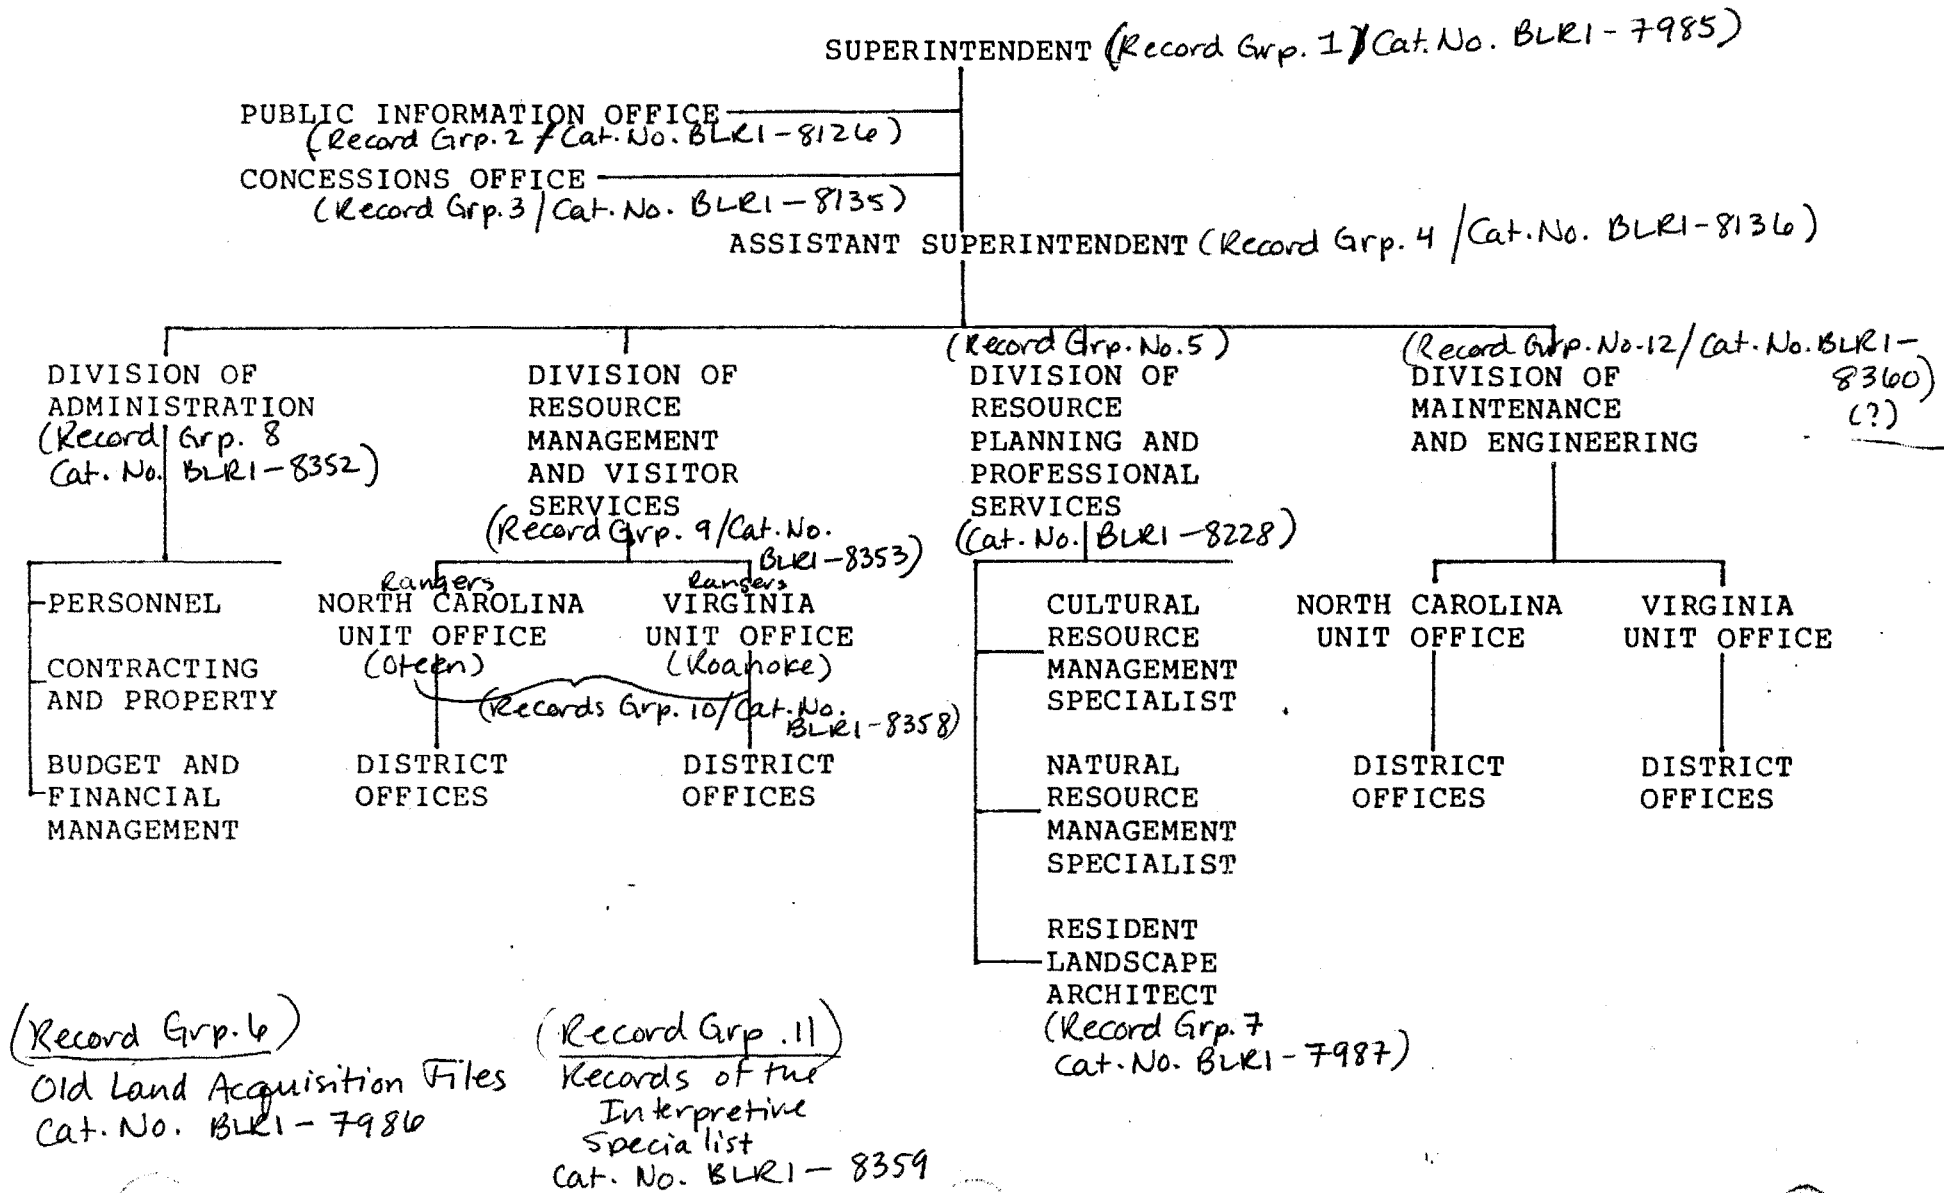 SUPERINTENDENT (Record Grp. 1 / Cat. No. BLRI-7985)
PUBLIC INFORMATION OFFICE
(Record Grp. 2 / Cat. No. BLRI-8126)
CONCESSIONS OFFICE
(Record Grp. 3 / Cat. No. BLRI-8135)
ASSISTANT SUPERINTENDENT (Record Grp. 4 / Cat. No. BLRI-8136)
DIVISION OF
ADMINISTRATION
(Record Grp. 8
Cat. No. BLRI-8352)
PERSONNEL
CONTRACTING
AND PROPERTY
BUDGET AND
FINANCIAL
MANAGEMENT
DIVISION OF
RESOURCE
MANAGEMENT
AND VISITOR
SERVICES
(Record Grp. 9 / Cat. No.
BLRI-8353)
Rangers
NORTH CAROLINA
UNIT OFFICE
(Oteen)
Rangers
VIRGINIA
UNIT OFFICE
(Roanoke)
(Records Grp. 10 / Cat. No.
BLRI-8358)
DISTRICT
OFFICES
DISTRICT
OFFICES
(Record Grp. No. 5)
DIVISION OF
RESOURCE
PLANNING AND
PROFESSIONAL
SERVICES
(Cat. No. BLRI-8228)
CULTURAL
RESOURCE
MANAGEMENT
SPECIALIST
NATURAL
RESOURCE
MANAGEMENT
SPECIALIST
RESIDENT
LANDSCAPE
ARCHITECT
(Record Grp. 7
Cat. No. BLRI-7987)
(Record Grp. No. 12 / Cat. No. BLRI-
8360)
(?)
DIVISION OF
MAINTENANCE
AND ENGINEERING
NORTH CAROLINA
UNIT OFFICE
VIRGINIA
UNIT OFFICE
DISTRICT
OFFICES
DISTRICT
OFFICES
(Record Grp. 6)
Old Land Acquisition Files
Cat. No. BLRI-7986
(Record Grp. 11)
Records of the
Interpretive
Specialist
Cat. No. BLRI-8359